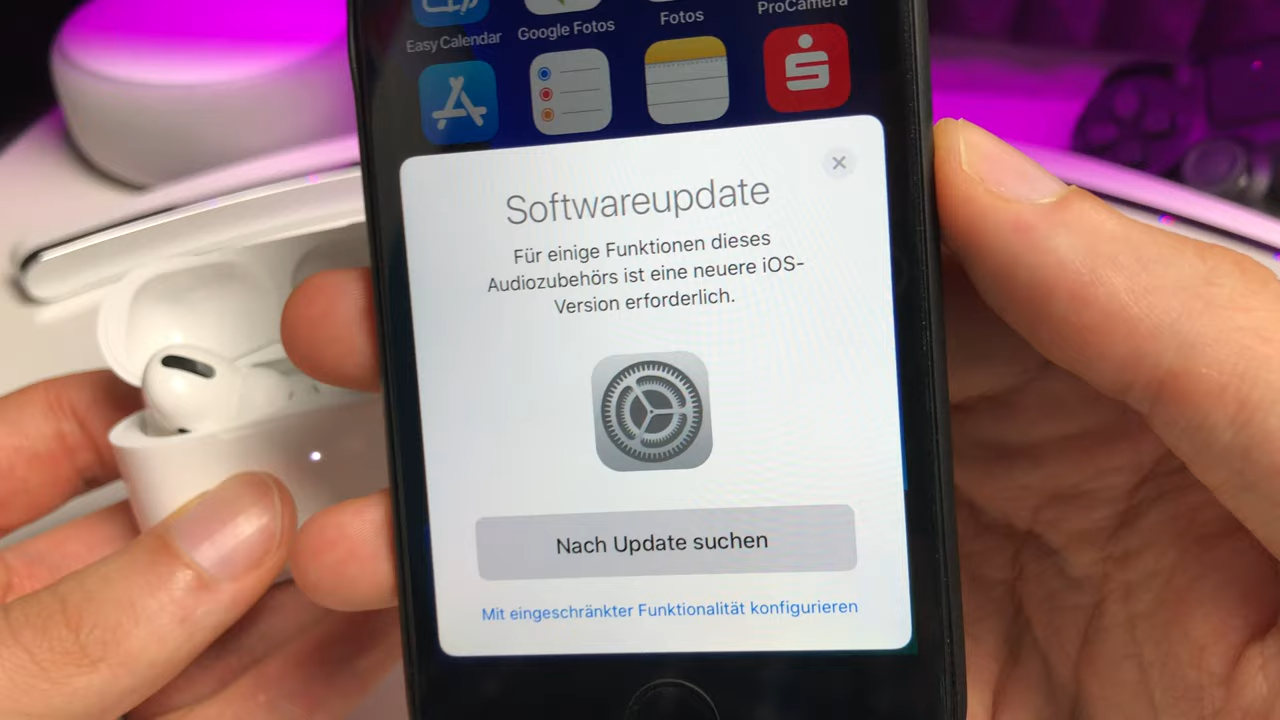 Easy Calendar
Google Fotos
Fotos
ProCamera
Softwareupdate
Für einige Funktionen dieses
Audiozubehörs ist eine neuere iOS-
Version erforderlich.
Nach Update suchen
Mit eingeschränkter Funktionalität konfigurieren